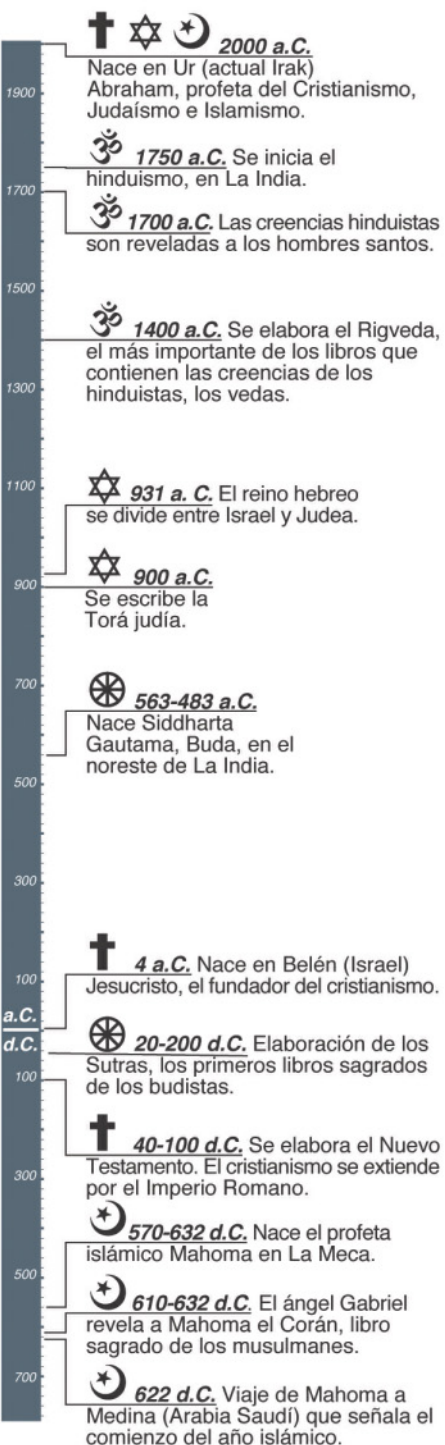 2000 a.C.
Nace en Ur (actual Irak)
Abraham, profeta del Cristianismo,
Judaísmo e Islamismo.
1900
1750 a.C. Se inicia el
hinduismo, en La India.
1700
1700 a.C. Las creencias hinduistas
son reveladas a los hombres santos.
1500
1400 a.C. Se elabora el Rigveda,
el más importante de los libros que
contienen las creencias de los
hinduistas, los vedas.
1300
1100
931 a. C. El reino hebreo
se divide entre Israel y Judea.
900 a.C.
900
Se escribe la
Torá judía.
700
563-483 a.C.
Nace Siddharta
Gautama, Buda, en el
noreste de La India.
500
300
4 a.C. Nace en Belén (Israel)
Jesucristo, el fundador del cristianismo.
100
a.C.
d.C.
20-200 d.C. Elaboración de los
Sutras, los primeros libros sagrados
de los budistas.
100
40-100 d.C. Se elabora el Nuevo
Testamento. El cristianismo se extiende
por el Imperio Romano.
300
570-632 d.C. Nace el profeta
islámico Mahoma en La Meca.
500
610-632 d.C. El ángel Gabriel
revela a Mahoma el Corán, libro
sagrado de los musulmanes.
700
622 d.C. Viaje de Mahoma a
Medina (Arabia Saudí) que señala el
comienzo del año islámico.